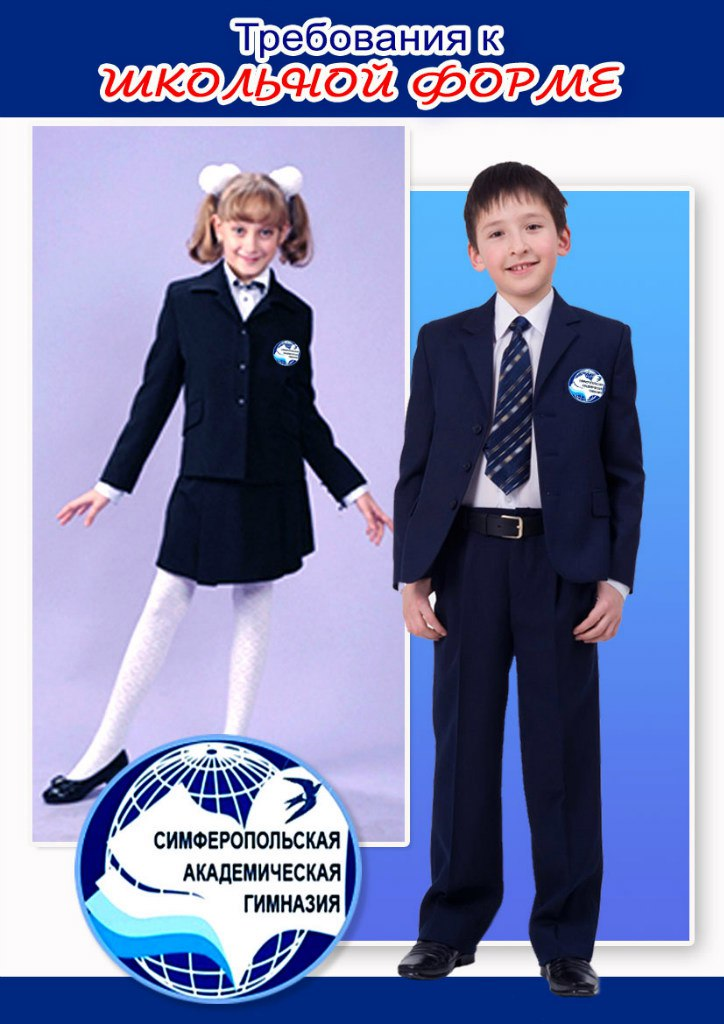 Требования к
ШКОЛЬНОЙ ФОРМЕ
СИМФЕРОПОЛЬСКАЯ
АКАДЕМИЧЕСКАЯ
ГИМНАЗИЯ